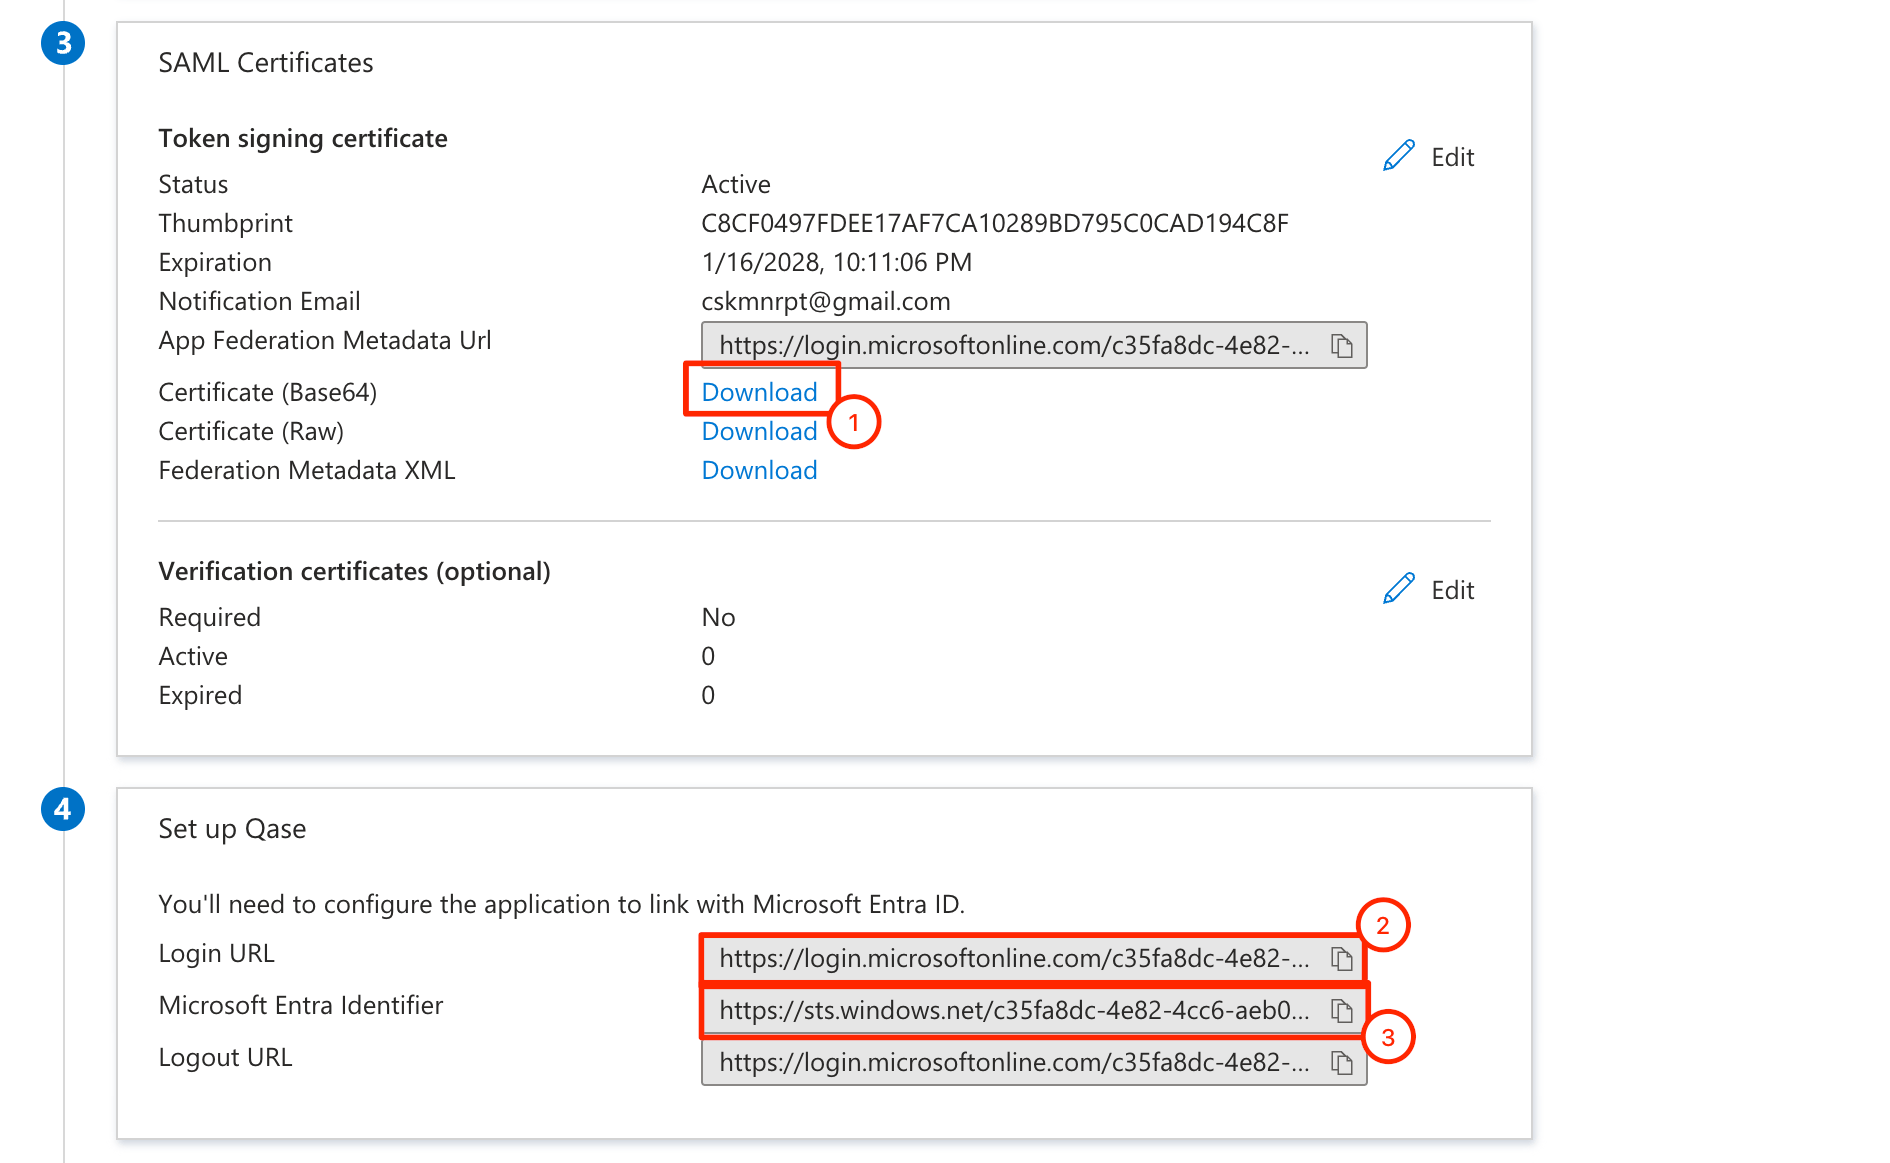 3
SAML Certificates
Token signing certificate
Edit
Status Active
Thumbprint C8CF0497FDEE17AF7CA10289BD795C0CAD194C8F
Expiration 1/16/2028, 10:11:06 PM
Notification Email cskmnrpt@gmail.com
App Federation Metadata Url https://login.microsoftonline.com/c35fa8dc-4e82-...
Certificate (Base64) Download
1
Certificate (Raw) Download
Federation Metadata XML Download
Verification certificates (optional)
Edit
Required No
Active 0
Expired 0
4
Set up Qase
You'll need to configure the application to link with Microsoft Entra ID.
2
Login URL https://login.microsoftonline.com/c35fa8dc-4e82-...
Microsoft Entra Identifier https://sts.windows.net/c35fa8dc-4e82-4cc6-aeb0...
3
Logout URL https://login.microsoftonline.com/c35fa8dc-4e82-...